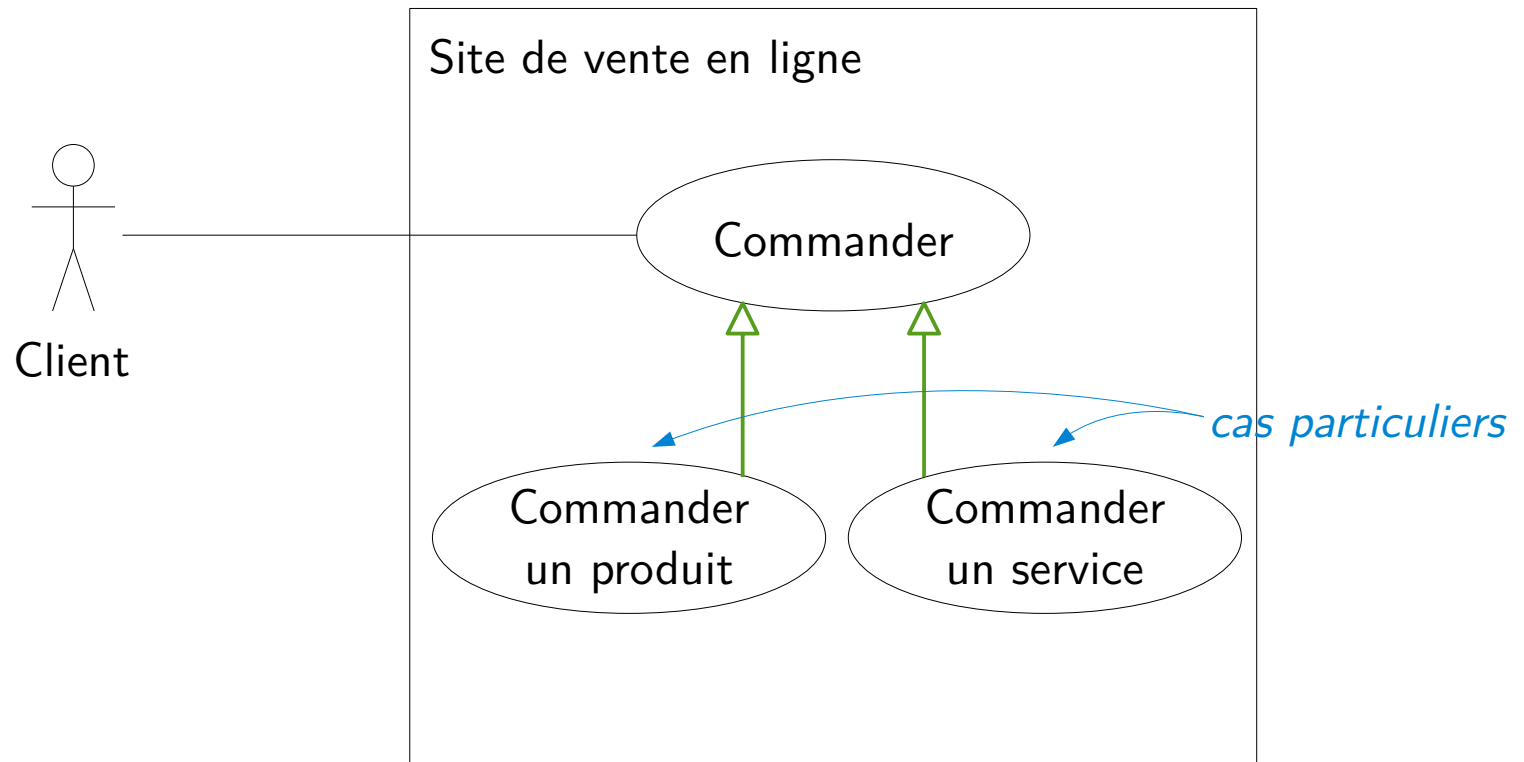 Site de vente en ligne
Commander
Client
cas particuliers
Commander
un produit
Commander
un service